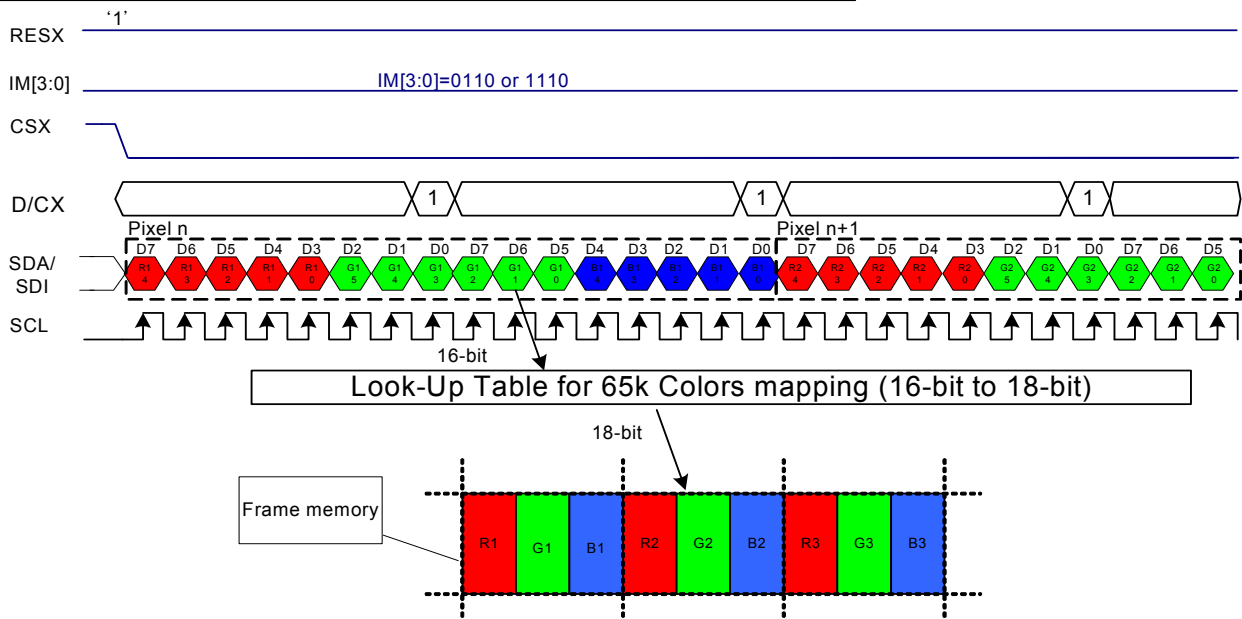 ‘1’
RESX
IM[3:0]
IM[3:0]=0110 or 1110
CSX
D/CX
1 1 1
Pixel n Pixel n+1
D7 D6 D5 D4 D3 D2 D1 D0 D7 D6 D5 D4 D3 D2 D1 D0 D7 D6 D5 D4 D3 D2 D1 D0 D7 D6 D5
SDA/
SDI
R1 R1 R1 R1 R1 G1 G1 G1 G1 G1 G1 B1 B1 B1 B1 B1 R2 R2 R2 R2 R2 G2 G2 G2 G2 G2 G2
4 3 2 1 0 5 4 3 2 1 0 4 3 2 1 0 4 3 2 1 0 5 4 3 2 1 0
SCL
16-bit
Look-Up Table for 65k Colors mapping (16-bit to 18-bit)
18-bit
Frame memory
R1 G1 B1 R2 G2 B2 R3 G3 B3